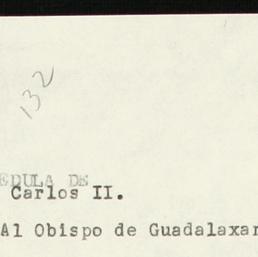 132
EDULA DE
Carlos II.
Al Obispo de Guadalaxar